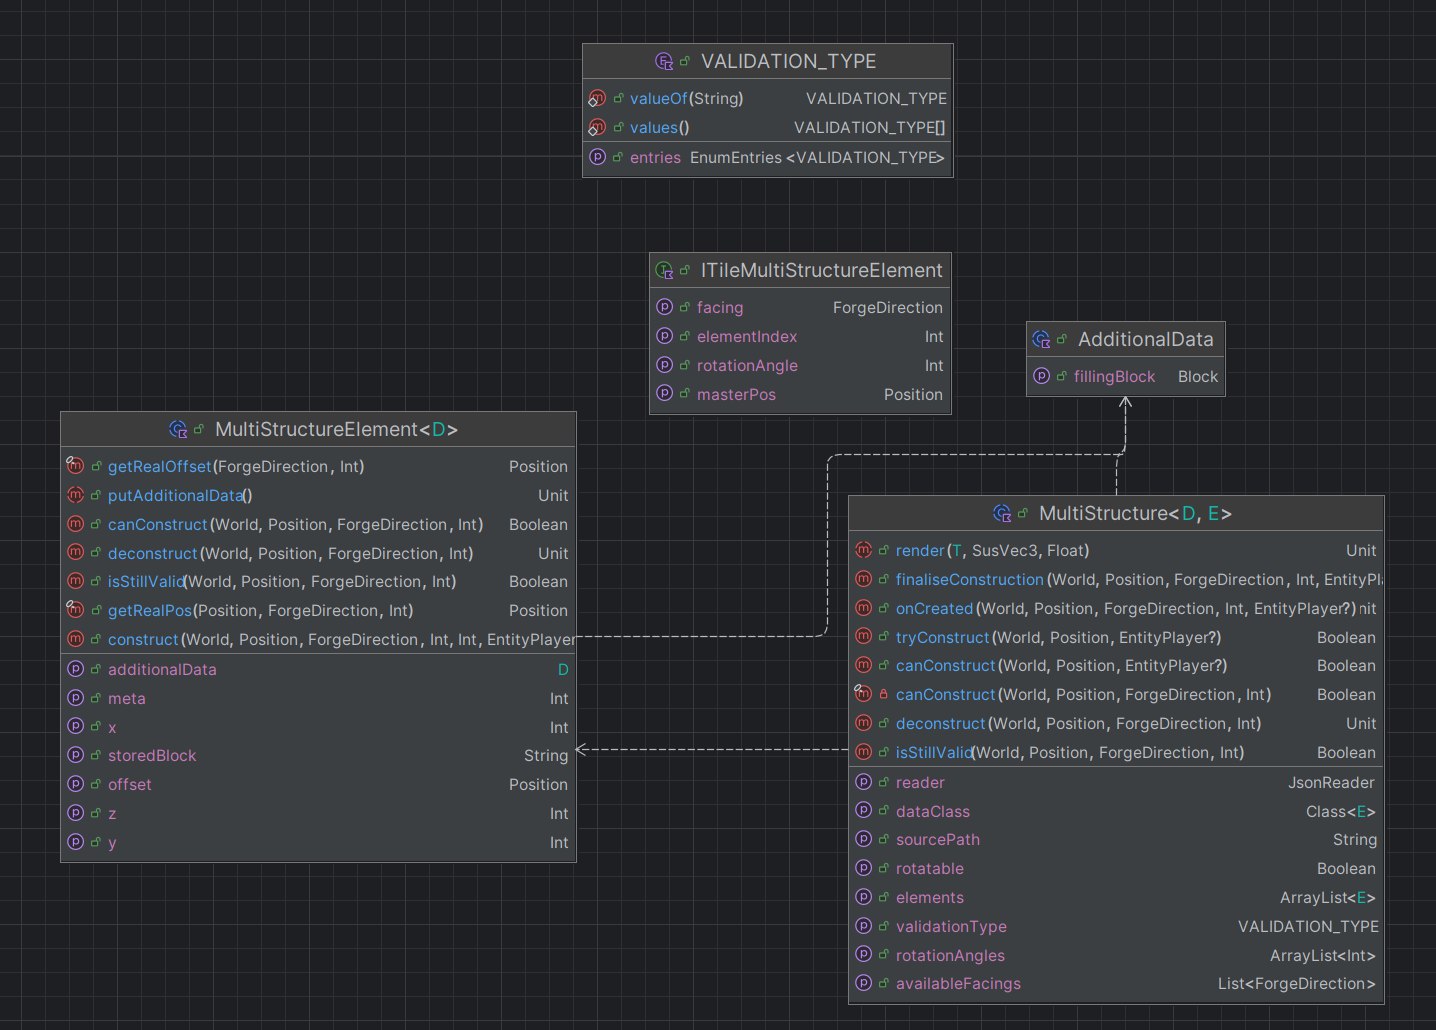 VALIDATION_TYPE
valueOf(String) VALIDATION_TYPE
values() VALIDATION_TYPE[]
entries EnumEntries <VALIDATION_TYPE>
ITileMultiStructureElement
facing ForgeDirection
elementIndex Int
rotationAngle Int
masterPos Position
AdditionalData
fillingBlock Block
MultiStructureElement<D>
getRealOffset(ForgeDirection, Int) Position
putAdditionalData() Unit
canConstruct(World, Position, ForgeDirection, Int) Boolean
deconstruct(World, Position, ForgeDirection, Int) Unit
isStillValid(World, Position, ForgeDirection, Int) Boolean
getRealPos(Position, ForgeDirection, Int) Position
construct(World, Position, ForgeDirection, Int, Int, EntityPlayer
additionalData D
meta Int
x Int
storedBlock String
offset Position
z Int
y Int
MultiStructure<D, E>
render(T, SusVec3, Float) Unit
finaliseConstruction(World, Position, ForgeDirection, Int, EntityPl
onCreated(World, Position, ForgeDirection, Int, EntityPlayer?)nit
tryConstruct(World, Position, EntityPlayer?) Boolean
canConstruct(World, Position, EntityPlayer?) Boolean
canConstruct(World, Position, ForgeDirection, Int) Boolean
deconstruct(World, Position, ForgeDirection, Int) Unit
isStillValid(World, Position, ForgeDirection, Int) Boolean
reader JsonReader
dataClass Class<E>
sourcePath String
rotatable Boolean
elements ArrayList<E>
validationType VALIDATION_TYPE
rotationAngles ArrayList<Int>
availableFacings List<ForgeDirection>